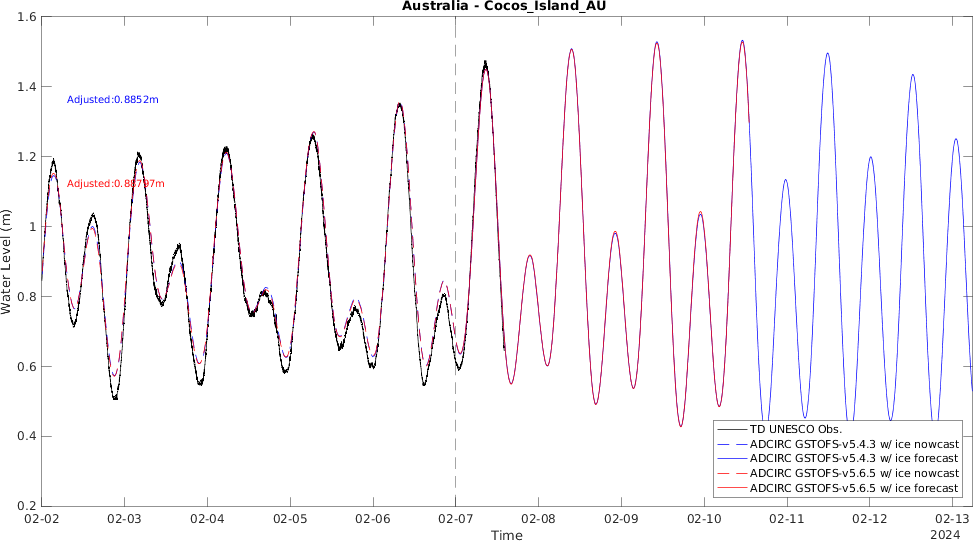 Australia - Cocos_Island_AU
1.6
1.4
1.2
1
0.8
0.6
0.4
0.2
Water Level (m)
Adjusted:0.8852m
Adjusted:0.88797m
TD UNESCO Obs.
ADCIRC GSTOFS-v5.4.3 w/ ice nowcast
ADCIRC GSTOFS-v5.4.3 w/ ice forecast
ADCIRC GSTOFS-v5.6.5 w/ ice nowcast
ADCIRC GSTOFS-v5.6.5 w/ ice forecast
02-02 02-03 02-04 02-05 02-06 02-07 02-08 02-09 02-10 02-11 02-12 02-13
Time
2024